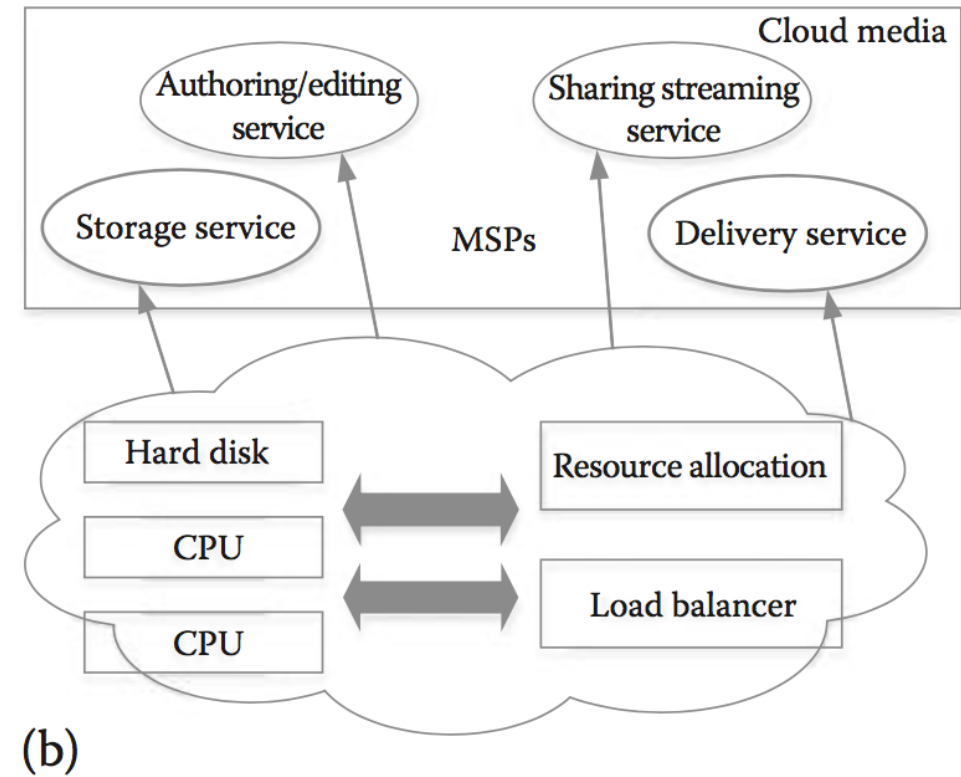 Cloud media
Authoring/editing
service
Sharing streaming
service
Storage service
MSPs
Delivery service
Hard disk
Resource allocation
CPU
Load balancer
CPU
(b)